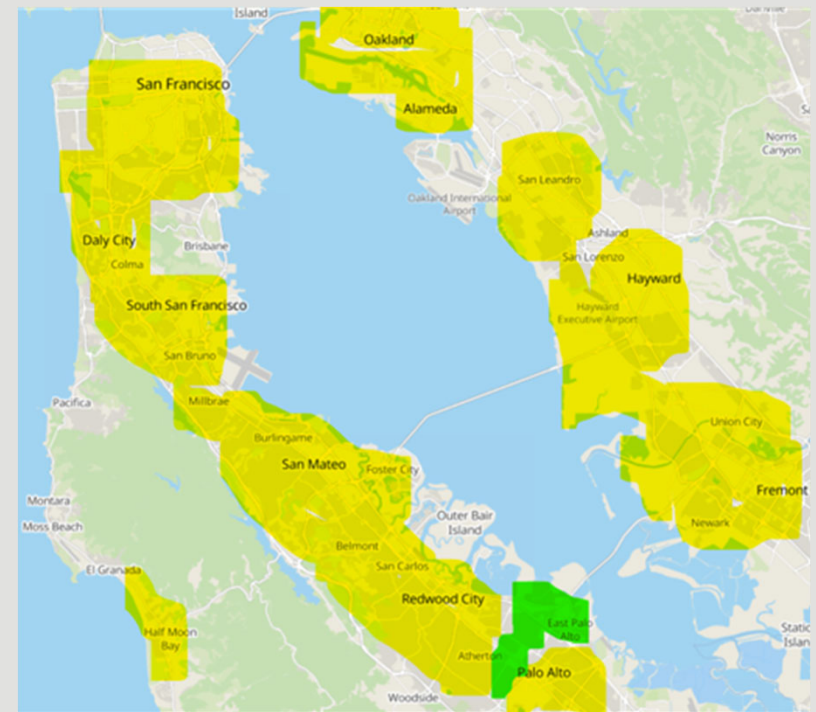 Island
Oakland
San Francisco
Alameda
Norris
Canyon
San Leandro
Oakland International
Airport
Ashland
Daly City
Brisbane
San Lorenzo
Colma
Hayward
South San Francisco
Hayward
Executive Airport
San Bruno
Millbrae
Pacifica
Union City
Burlingame
San Mateo
Foster City
Fremont
Montara
Outer Bair
Island
Moss Beach
Newark
Belmont
San Carlos
El Granada
Redwood City
East Palo
Alto
Half Moon
Bay
Atherton
Palo Alto
Woodside